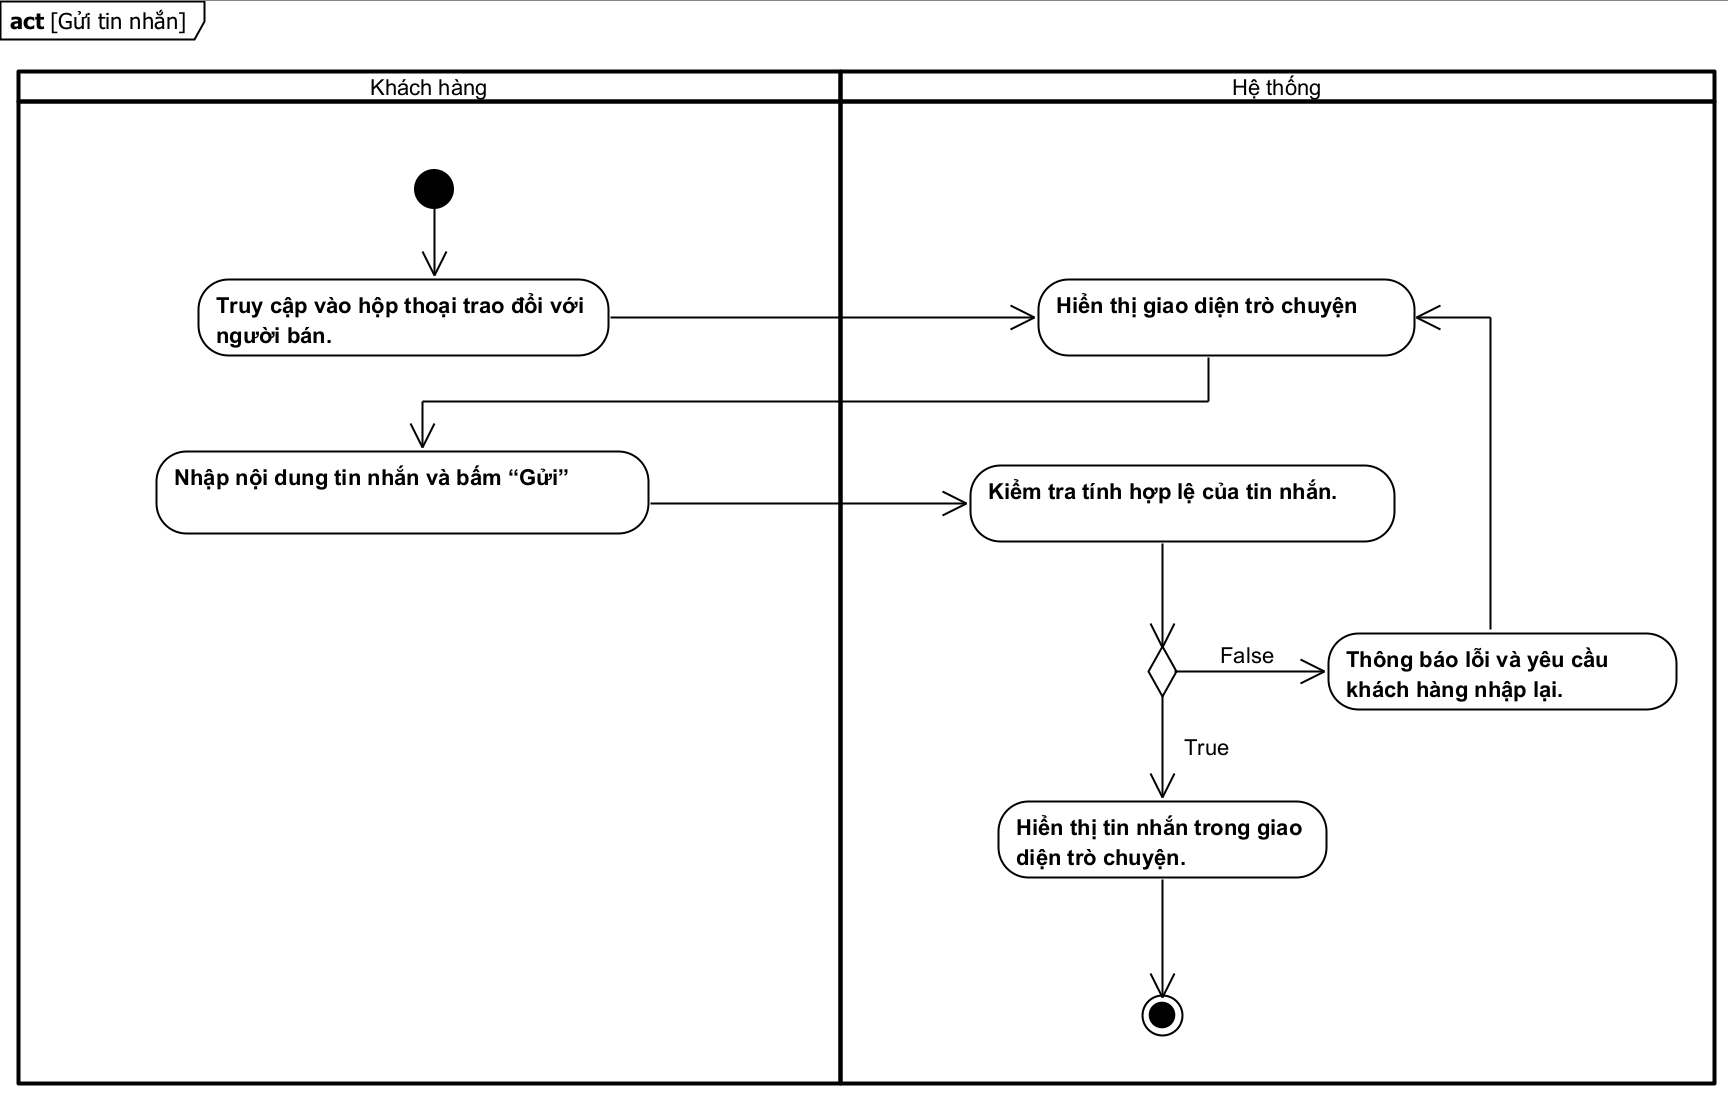 act [Gửi tin nhắn]
Khách hàng
Hệ thống
Truy cập vào hộp thoại trao đổi với
người bán.
Hiển thị giao diện trò chuyện
Nhập nội dung tin nhắn và bấm “Gửi”
Kiểm tra tính hợp lệ của tin nhắn.
False
Thông báo lỗi và yêu cầu
khách hàng nhập lại.
True
Hiển thị tin nhắn trong giao
diện trò chuyện.